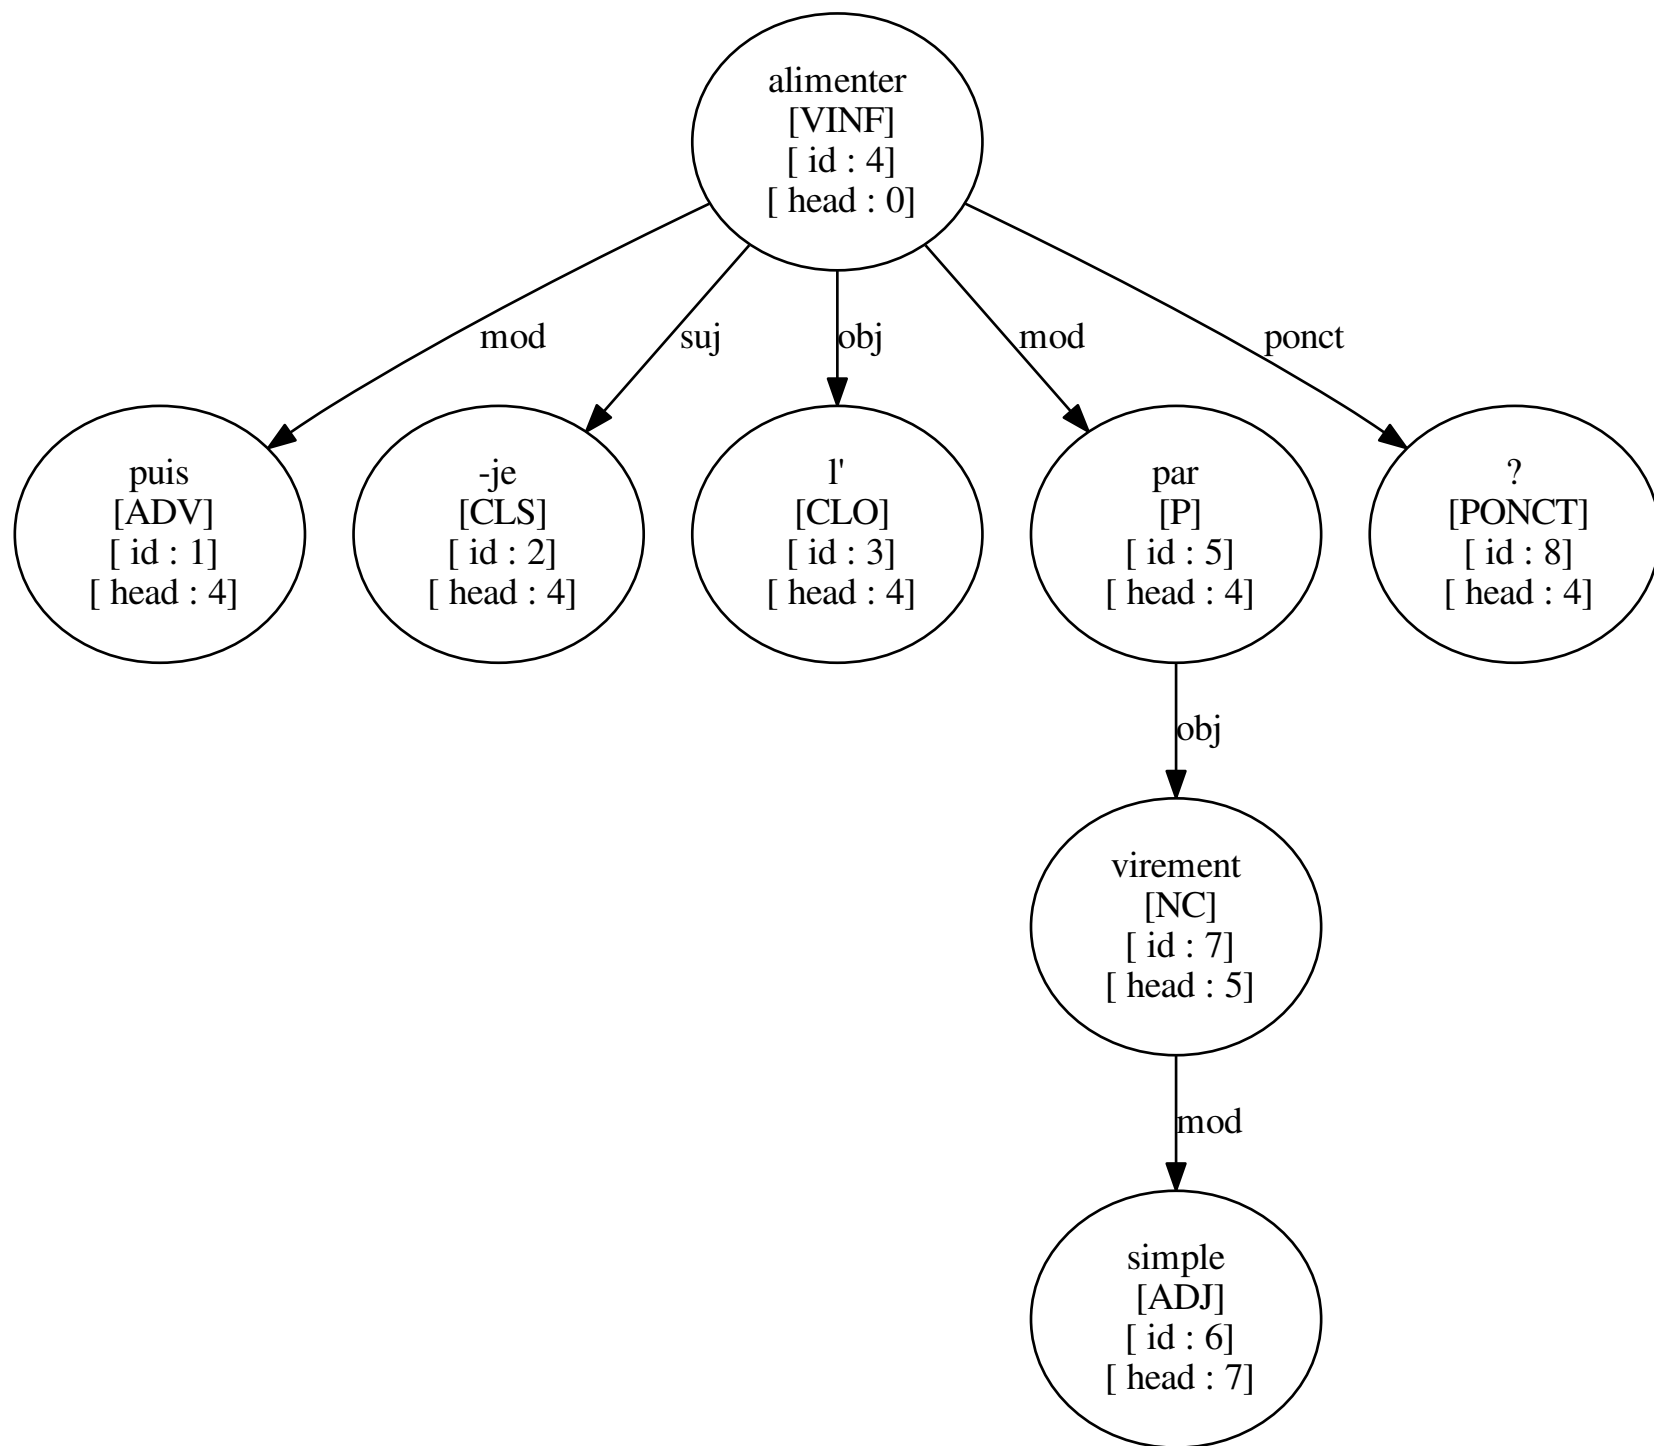 alimenter
[VINF]
[ id : 4]
[ head : 0]
mod
suj
obj
mod
ponct
puis
[ADV]
[ id : 1]
[ head : 4]
-je
[CLS]
[ id : 2]
[ head : 4]
l'
[CLO]
[ id : 3]
[ head : 4]
par
[P]
[ id : 5]
[ head : 4]
?
[PONCT]
[ id : 8]
[ head : 4]
obj
virement
[NC]
[ id : 7]
[ head : 5]
mod
simple
[ADJ]
[ id : 6]
[ head : 7]